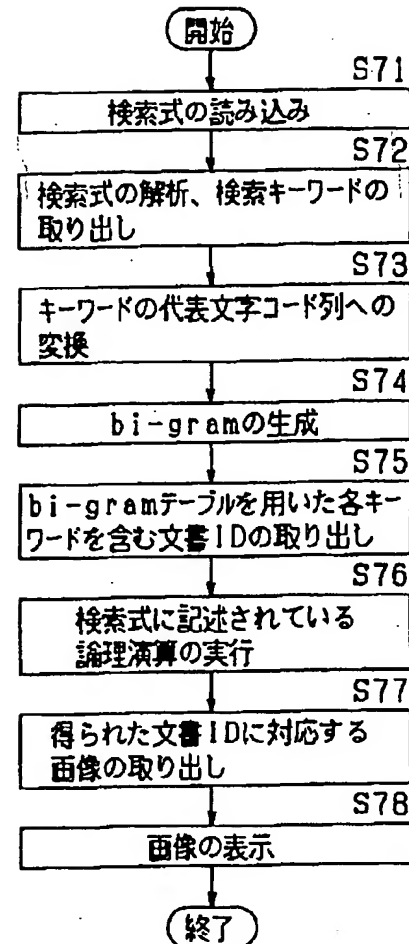 開始
S71
検索式の読み込み
S72
検索式の解析、検索キーワードの
取り出し
S73
キーワードの代表文字コード列への
変換
S74
bi-gramの生成
S75
bi-gramテーブルを用いた各キー
ワードを含む文書IDの取り出し
S76
検索式に記述されている
論理演算の実行
S77
得られた文書IDに対応する
画像の取り出し
S78
画像の表示
終了